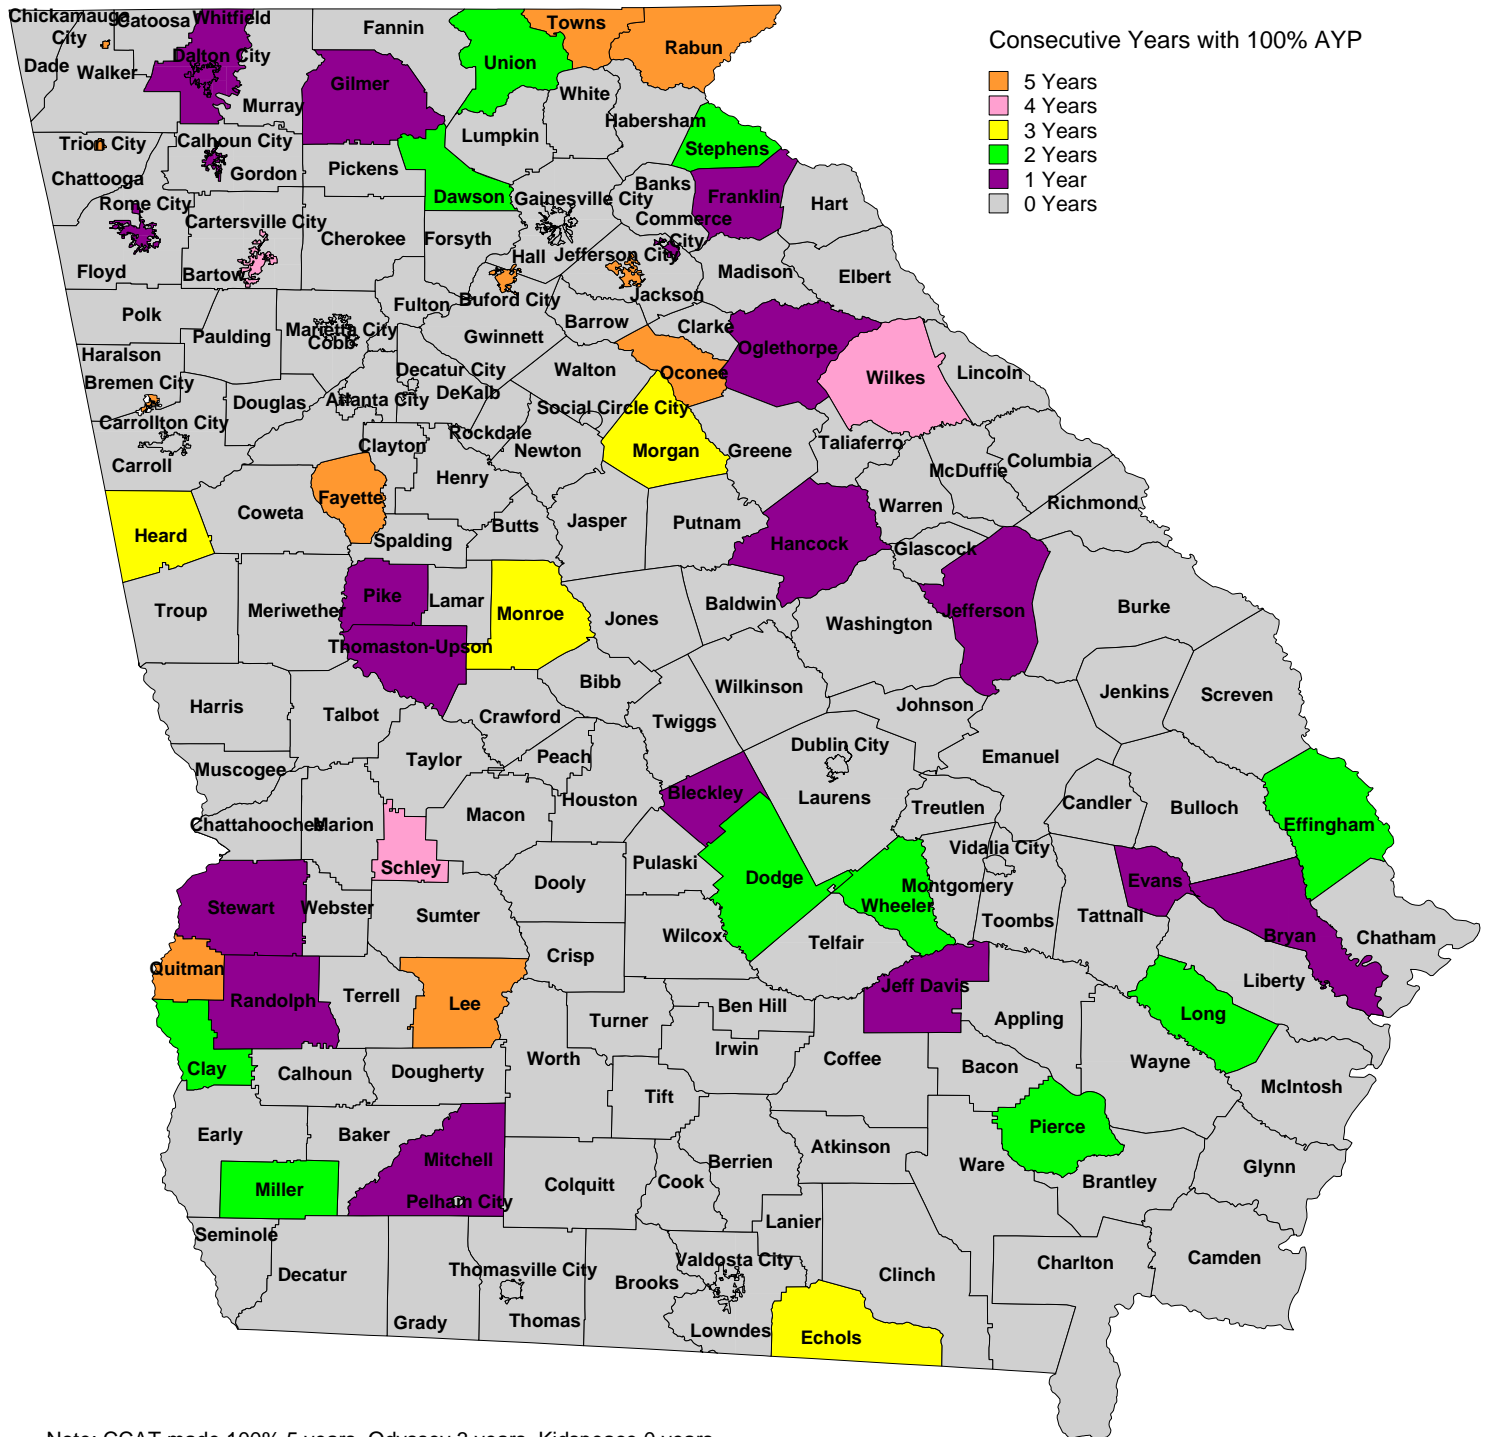 Consecutive Years with 100% AYP
5 Years
4 Years
3 Years
2 Years
1 Year
0 Years
Chickamauga City
Catoosa
Whitfield
Fannin
Towns
Rabun
Union
Dade
Walker
Dalton City
Murray
Gilmer
White
Habersham
Lumpkin
Stephens
Trion City
Calhoun City
Gordon
Pickens
Chattooga
Dawson
Banks
Franklin
Hart
Rome City
Cartersville City
Gainesville City
Commerce City
Cherokee
Forsyth
Hall
Jefferson City
Floyd
Bartow
Madison
Elbert
Fulton
Buford City
Jackson
Polk
Paulding
Marietta City
Cobb
Gwinnett
Barrow
Clarke
Oglethorpe
Haralson
Bremen City
Decatur City
DeKalb
Walton
Oconee
Wilkes
Lincoln
Douglas
Atlanta City
Social Circle City
Carrollton City
Carroll
Clayton
Rockdale
Newton
Morgan
Greene
Taliaferro
McDuffie
Columbia
Henry
Fayette
Coweta
Heard
Spalding
Butts
Jasper
Putnam
Hancock
Warren
Richmond
Glascock
Troup
Meriwether
Pike
Lamar
Monroe
Jones
Baldwin
Washington
Jefferson
Burke
Thomaston-Upson
Harris
Talbot
Crawford
Bibb
Twiggs
Wilkinson
Johnson
Jenkins
Screven
Muscogee
Taylor
Peach
Houston
Bleckley
Dublin City
Laurens
Emanuel
Treutlen
Candler
Bulloch
Effingham
Chattahoochee
Marion
Macon
Schley
Pulaski
Dodge
Wheeler
Montgomery
Vidalia City
Toombs
Tattnall
Evans
Bryan
Chatham
Stewart
Webster
Sumter
Dooly
Crisp
Wilcox
Telfair
Quitman
Randolph
Terrell
Lee
Turner
Ben Hill
Irwin
Jeff Davis
Appling
Long
Liberty
Clay
Calhoun
Dougherty
Worth
Tift
Coffee
Bacon
Wayne
McIntosh
Early
Baker
Mitchell
Pelham City
Miller
Colquitt
Cook
Berrien
Atkinson
Ware
Pierce
Brantley
Glynn
Seminole
Decatur
Grady
Thomasville City
Thomas
Brooks
Valdosta City
Lowndes
Lanier
Echols
Clinch
Charlton
Camden